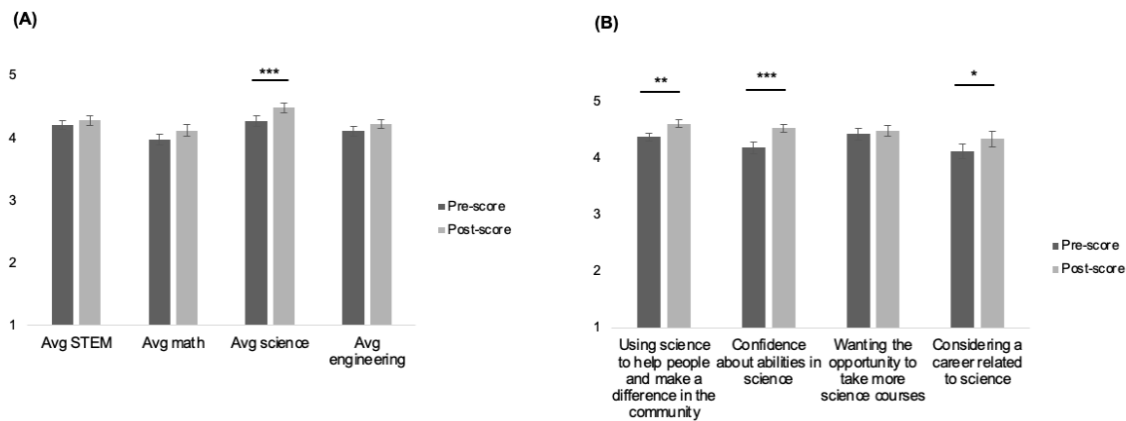 (A)
5
4
3
2
1
***
Avg STEM
Avg math
Avg science
Avg
engineering
Pre-score
Post-score
(B)
5
4
3
2
1
**
***
*
Using science
to help people
and make a
difference in the
community
Confidence
about abilities in
science
Wanting the
opportunity to
take more
science courses
Considering a
career related
to science
Pre-score
Post-score